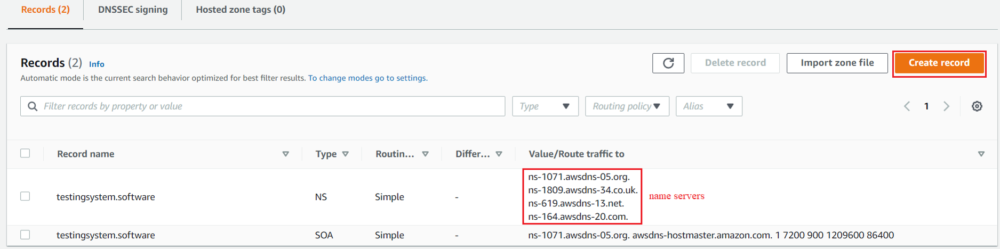 Records (2) DNSSEC signing Hosted zone tags (0)
Records (2) Info
Delete record Import zone file Create record
Automatic mode is the current search behavior optimized for best filter results. To change modes go to settings.
Filter records by property or value Type Routing policy Alias 1
Record name Type Routin... Differ... Value/Route traffic to
testingsystem.software NS Simple -
ns-1071.awsdns-05.org.
ns-1809.awsdns-34.co.uk.
ns-619.awsdns-13.net.
ns-164.awsdns-20.com.
name servers
testingsystem.software SOA Simple - ns-1071.awsdns-05.org. awsdns-hostmaster.amazon.com. 1 7200 900 1209600 86400